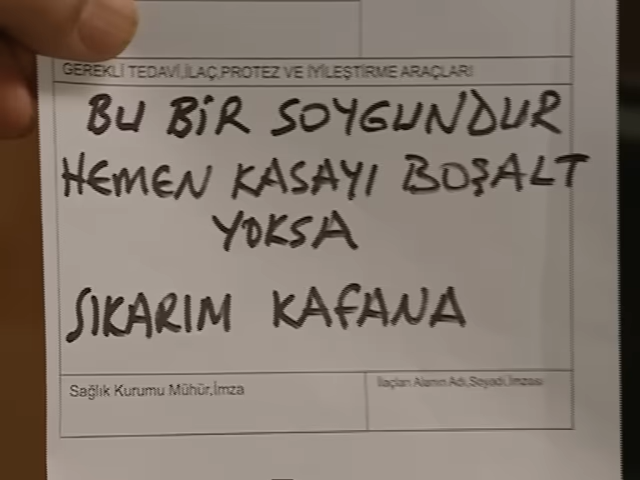 GEREKLİ TEDAVİ,İLAÇ,PROTEZ VE İYİLEŞTİRME ARAÇLARI
BU BİR SOYGUNDUR
HEMEN KASAYI BOŞALT
YOKSA
SIKARIM KAFANA
Sağlık Kurumu Mühür,İmza
İlaçları Alanın Adı,Soyadı,İmzası